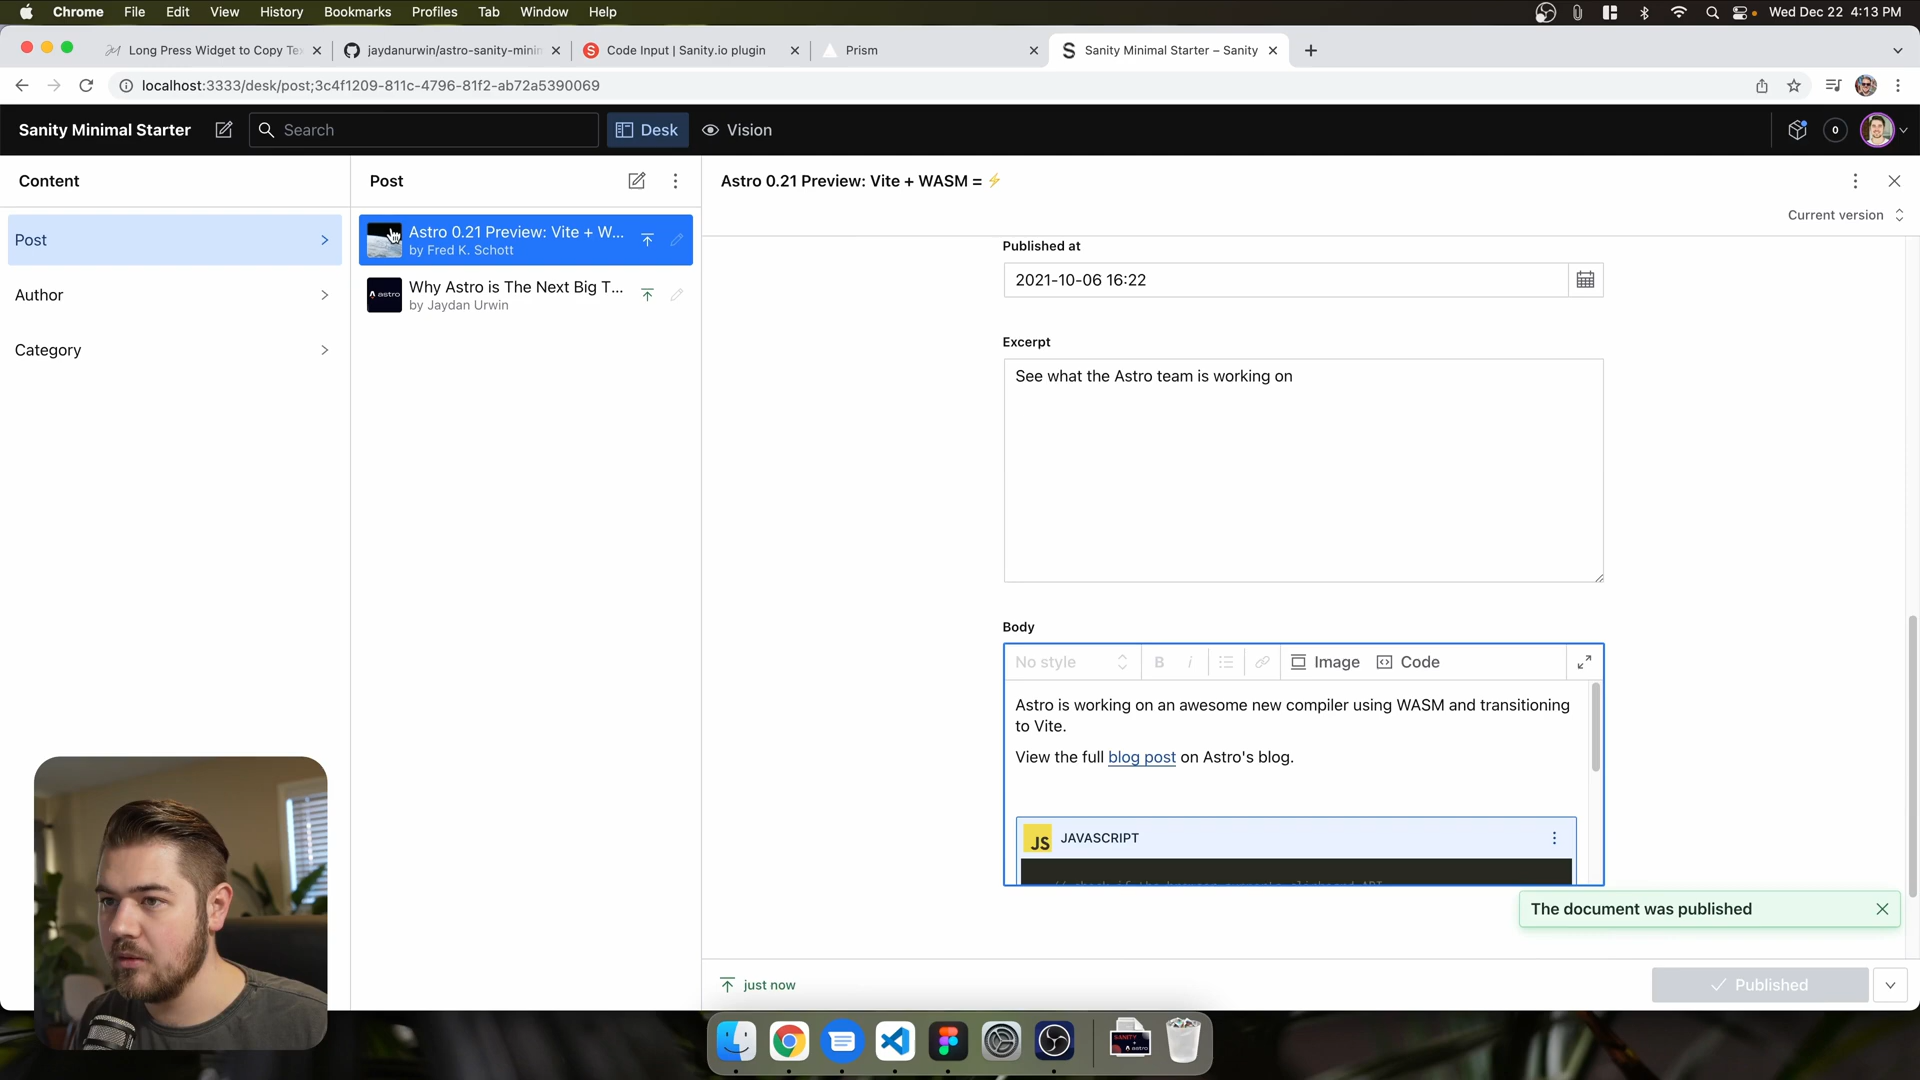 Chrome File Edit View History Bookmarks Profiles Tab Window Help
Wed Dec 22 4:13 PM
Long Press Widget to Copy Te
jaydanurwin/astro-sanity-mini
Code Input | Sanity.io plugin
Prism
Sanity Minimal Starter – Sanity
localhost:3333/desk/post;3c4f1209-811c-4796-81f2-ab72a5390069
Sanity Minimal Starter
Search
Desk
Vision
0
Content
Post
Astro 0.21 Preview: Vite + WASM = ⚡
Current version
Post
Author
Category
Astro 0.21 Preview: Vite + W...
by Fred K. Schott
astro
Why Astro is The Next Big T...
by Jaydan Urwin
Published at
2021-10-06 16:22
Excerpt
See what the Astro team is working on
Body
No style
B i
Image
Code
Astro is working on an awesome new compiler using WASM and transitioning
to Vite.
View the full blog post on Astro's blog.
JS JAVASCRIPT
The document was published
just now
Published